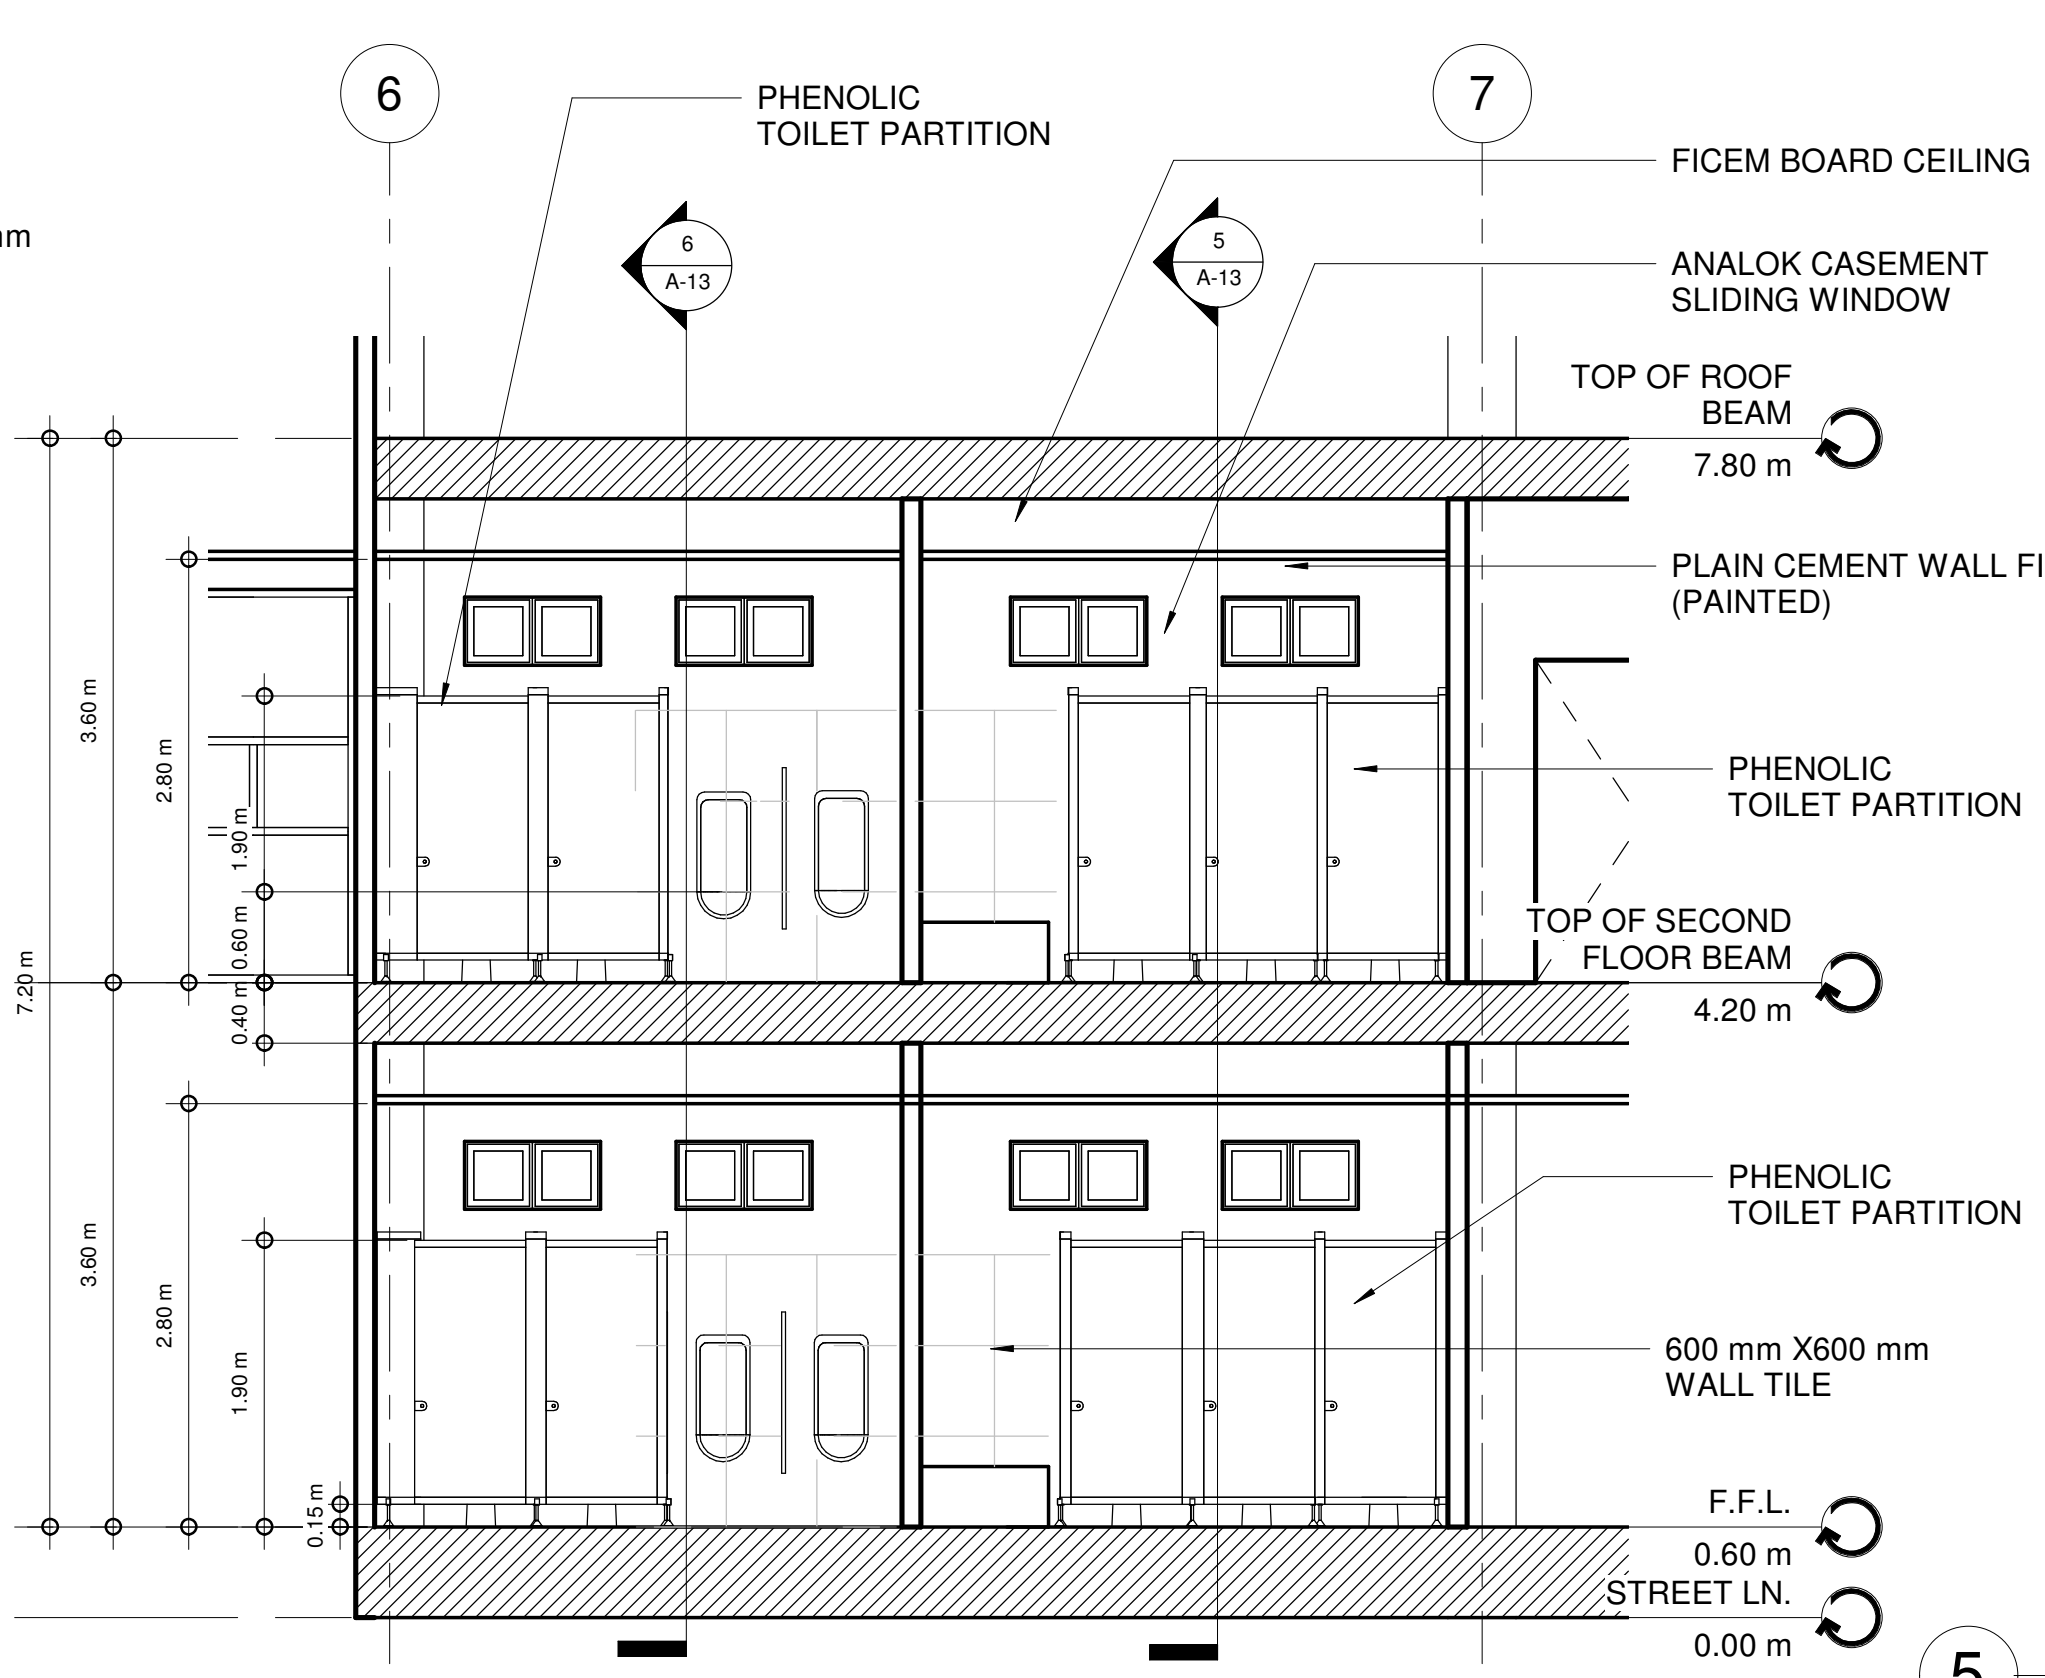 6
7
PHENOLIC
TOILET PARTITION
FICEM BOARD CEILING
6
A-13
5
A-13
ANALOK CASEMENT
SLIDING WINDOW
TOP OF ROOF
BEAM
7.80 m
PLAIN CEMENT WALL
(PAINTED)
3.60 m
2.80 m
1.90 m
0.60 m
0.40 m
7.20 m
PHENOLIC
TOILET PARTITION
TOP OF SECOND
FLOOR BEAM
4.20 m
3.60 m
2.80 m
1.90 m
0.15 m
PHENOLIC
TOILET PARTITION
600 mm X600 mm
WALL TILE
F.F.L.
0.60 m
STREET LN.
0.00 m
5